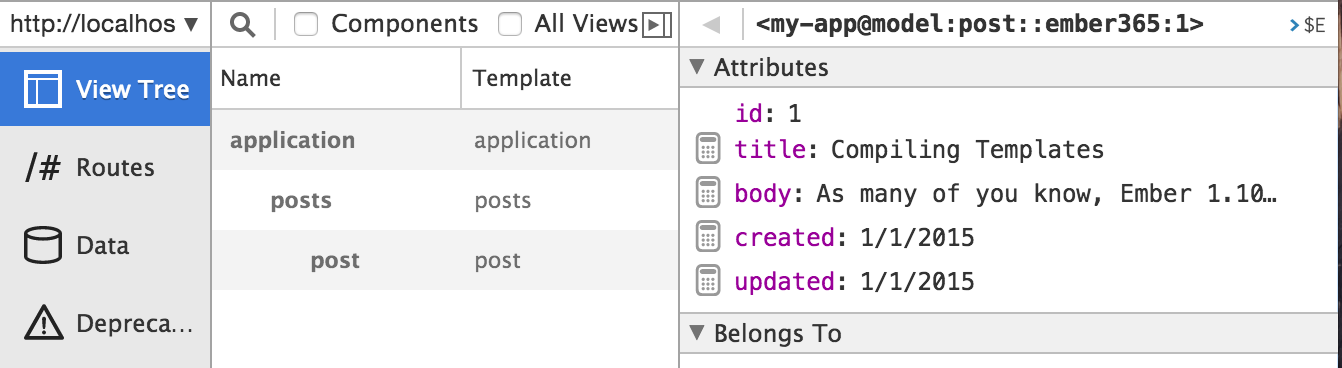 http://localhos ▼
View Tree
/# Routes
Data
Depreca...
Components All Views
Name Template
application application
posts posts
post post
<my-app@model:post::ember365:1> >$E
Attributes
id: 1
title: Compiling Templates
body: As many of you know, Ember 1.10…
created: 1/1/2015
updated: 1/1/2015
Belongs To